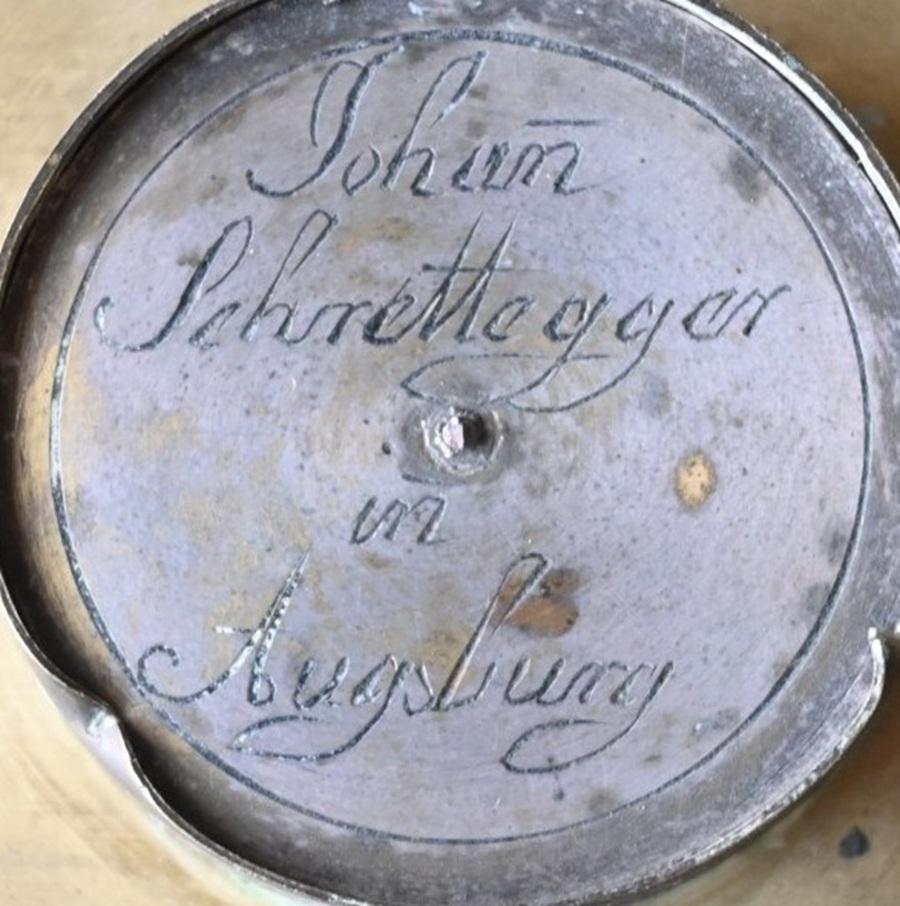 Johan̄
Schrettegger
in
Augsburg